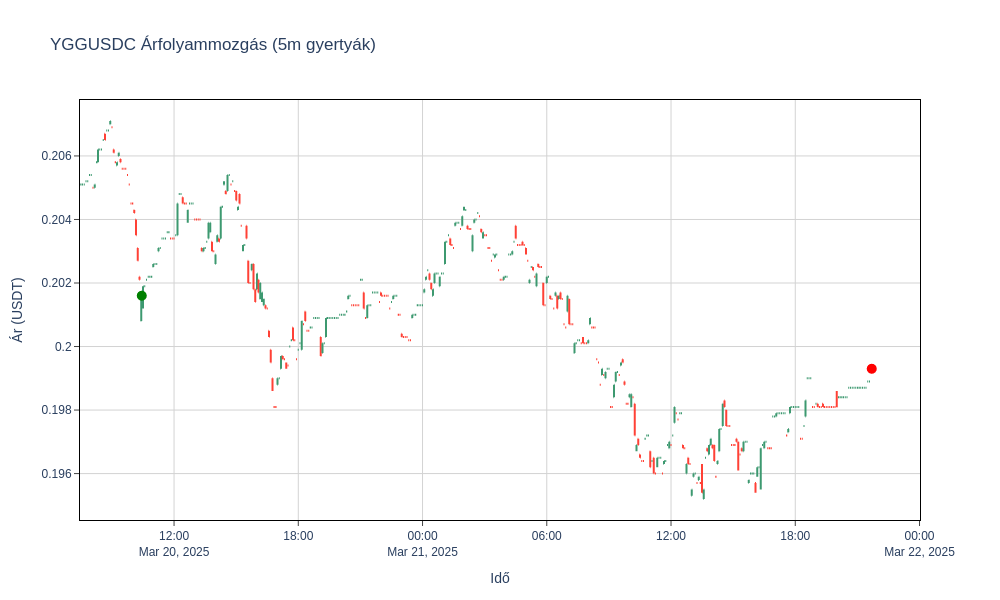 YGGUSDC Árfolyammozgás (5m gyertyák)
Ár (USDT)
0.206
0.204
0.202
0.2
0.198
0.196
12:00 18:00 00:00 06:00 12:00 18:00 00:00
Mar 20, 2025 Mar 21, 2025 Mar 22, 2025
Idő